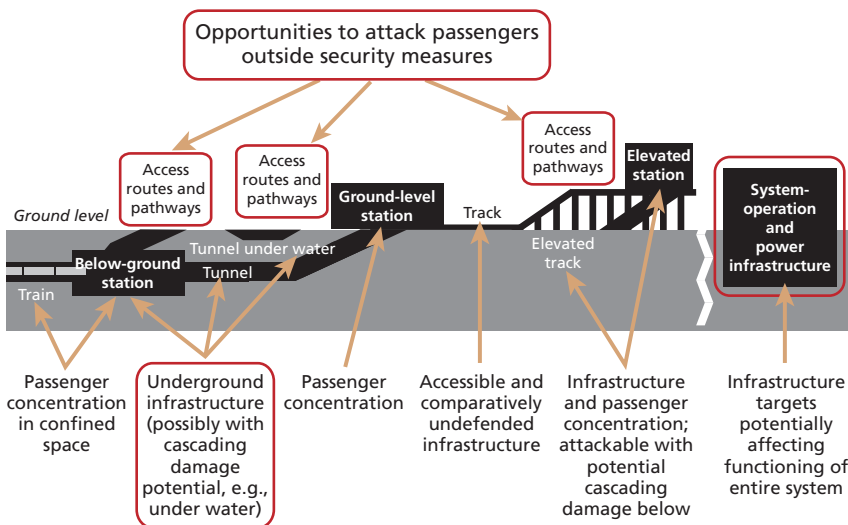 Opportunities to attack passengers
outside security measures
Access
routes and
pathways
Access
routes and
pathways
Access
routes and
pathways
Elevated
station
Ground-level
station
System-
operation
and
power
infrastructure
Ground level
Track
Tunnel under water
Elevated
track
Below-ground
station
Tunnel
Train
Passenger
concentration
in confined
space
Underground
infrastructure
(possibly with
cascading
damage
potential, e.g.,
under water)
Passenger
concentration
Accessible and
comparatively
undefended
infrastructure
Infrastructure
and passenger
concentration;
attackable with
potential
cascading
damage below
Infrastructure
targets
potentially
affecting
functioning of
entire system